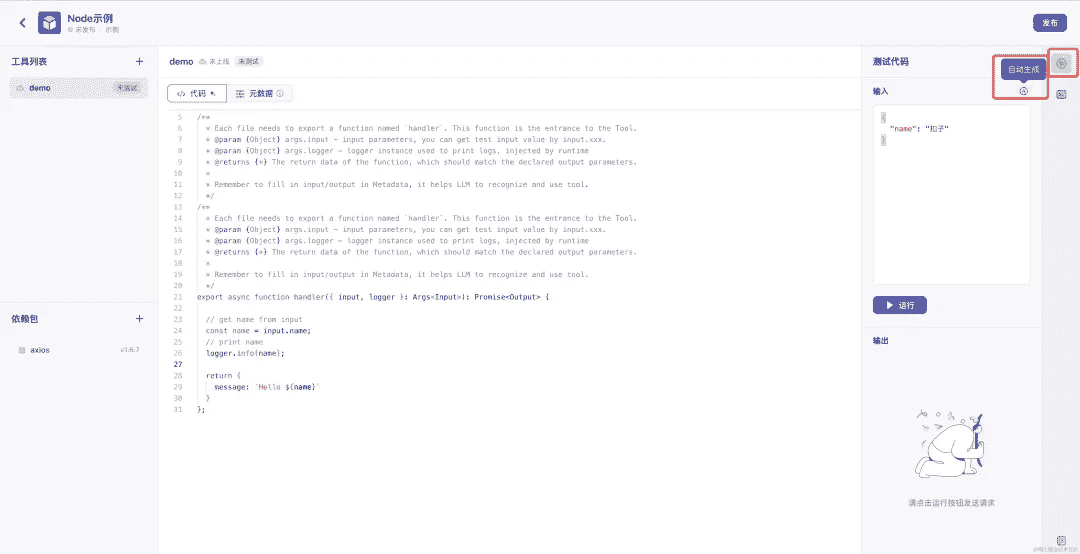 Node示例
未发布 示例
发布
工具列表 +
demo 未测试
依赖包 +
axios v1.6.2
demo 未上线 未测试
</> 代码
元数据
5 /**
6 * Each file needs to export a function named `handler`. This function is the entrance to the Tool.
7 * @param {Object} args.input - input parameters, you can get test input value by input.xxx.
8 * @param {Object} args.logger - logger instance used to print logs, injected by runtime
9 * @returns {*} The return data of the function, which should match the declared output parameters.
10 *
11 * Remember to fill in input/output in Metadata, it helps LLM to recognize and use tool.
12 */
13 /**
14 * Each file needs to export a function named `handler`. This function is the entrance to the Tool.
15 * @param {Object} args.input - input parameters, you can get test input value by input.xxx.
16 * @param {Object} args.logger - logger instance used to print logs, injected by runtime
17 * @returns {*} The return data of the function, which should match the declared output parameters.
18 *
19 * Remember to fill in input/output in Metadata, it helps LLM to recognize and use tool.
20 */
21 export async function handler({ input, logger }: Args<Input>): Promise<Output> {
22
23 // get name from input
24 const name = input.name;
25 // print name
26 logger.info(name);
27
28 return {
29 message: `Hello ${name}`
30 }
31 };
测试代码
自动生成
输入
{
"name": "扣子"
}
运行
输出
请点击运行按钮发送请求